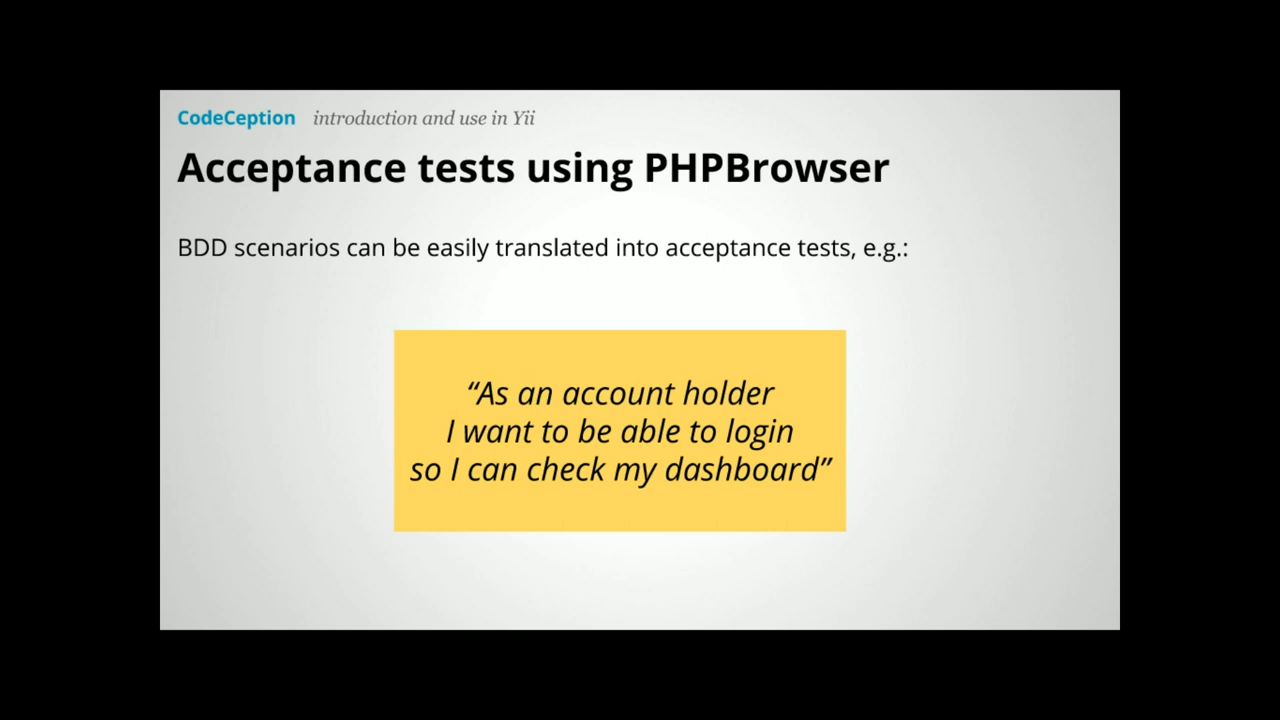 CodeCeption introduction and use in Yii
Acceptance tests using PHPBrowser
BDD scenarios can be easily translated into acceptance tests, e.g.:
“As an account holder
I want to be able to login
so I can check my dashboard”